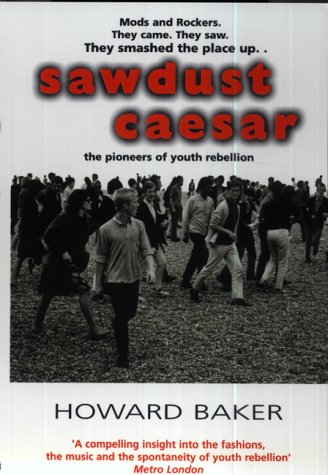 Mods and Rockers.
They came. They saw.
They smashed the place up. .
sawdust
caesar
the pioneers of youth rebellion
HOWARD BAKER
'A compelling insight into the fashions,
the music and the spontaneity of youth rebellion'
Metro London